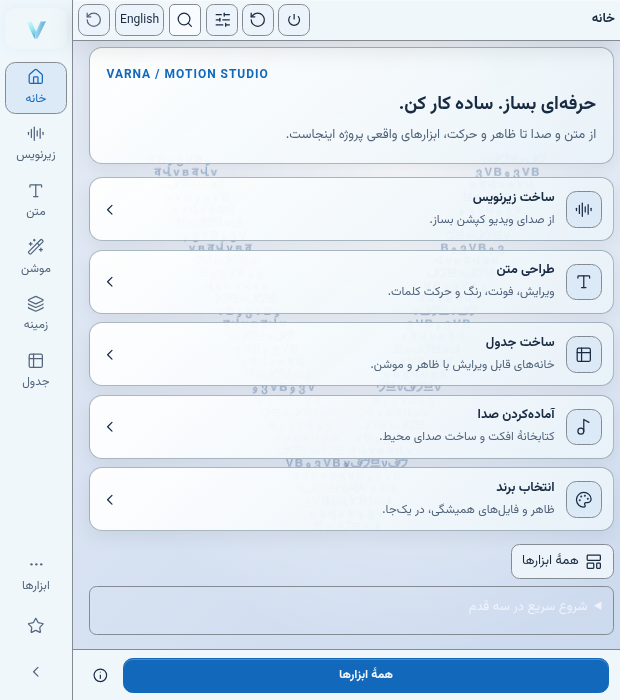 خانه
English
VARNA / MOTION STUDIO
حرفه‌ای بساز. ساده کار کن.
از متن و صدا تا ظاهر و حرکت، ابزارهای واقعی پروژه اینجاست.
ساخت زیرنویس
از صدای ویدیو کپشن بساز.
طراحی متن
ویرایش، فونت، رنگ و حرکت کلمات.
ساخت جدول
خانه‌های قابل ویرایش با ظاهر و موشن.
آماده‌کردن صدا
کتابخانهٔ افکت و ساخت صدای محیط.
انتخاب برند
ظاهر و فایل‌های همیشگی، در یک‌جا.
همهٔ ابزارها
شروع سریع در سه قدم
همهٔ ابزارها
خانه
زیرنویس
متن
موشن
زمینه
جدول
ابزارها